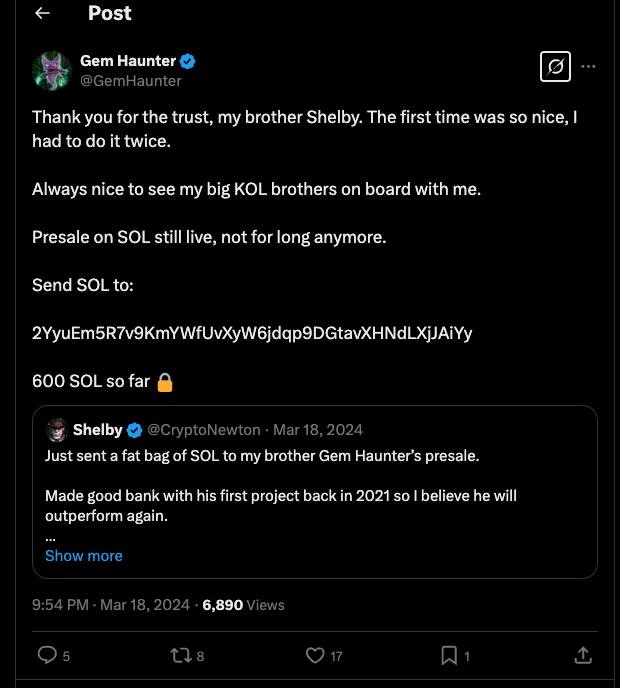 Post
Gem Haunter
@GemHaunter
Thank you for the trust, my brother Shelby. The first time was so nice, I
had to do it twice.
Always nice to see my big KOL brothers on board with me.
Presale on SOL still live, not for long anymore.
Send SOL to:
2YyuEm5R7v9KmYWfUvXyW6jdqp9DGtavXHNdLXjJAiYy
600 SOL so far 🔒
Shelby @CryptoNewton · Mar 18, 2024
Just sent a fat bag of SOL to my brother Gem Haunter’s presale.
Made good bank with his first project back in 2021 so I believe he will
outperform again.
...
Show more
9:54 PM · Mar 18, 2024 · 6,890 Views
5 8 17 1